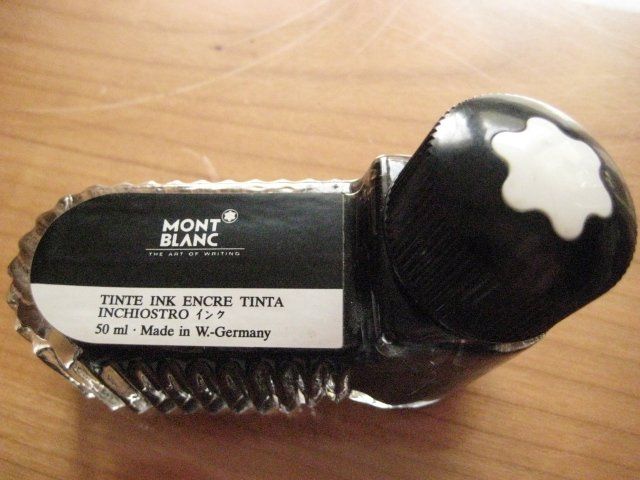 MONT
BLANC
THE ART OF WRITING
TINTE INK ENCRE TINTA
INCHIOSTRO インク
50 ml · Made in W.-Germany